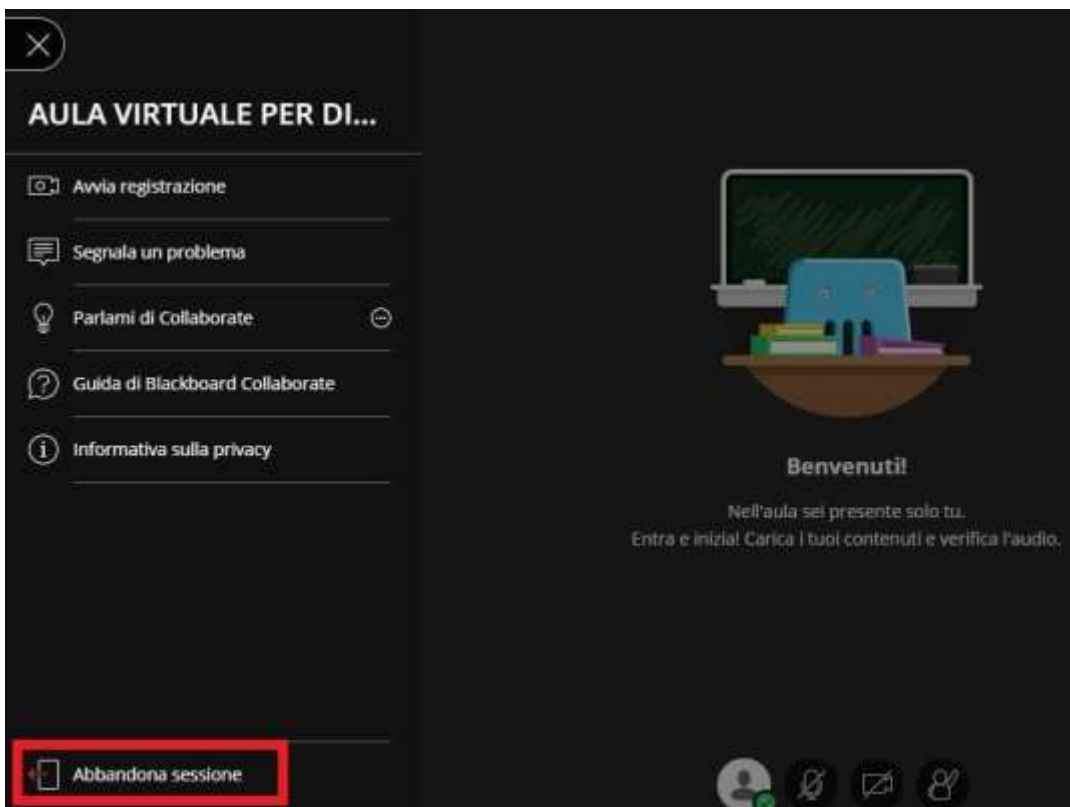 AULA VIRTUALE PER DI...
Avvia registrazione
Segnala un problema
Parlami di Collaborate
Guida di Blackboard Collaborate
Informativa sulla privacy
Benvenuti!
Nell'aula sei presente solo tu.
Entra e inizia! Carica i tuoi contenuti e verifica l'audio.
Abbandona sessione